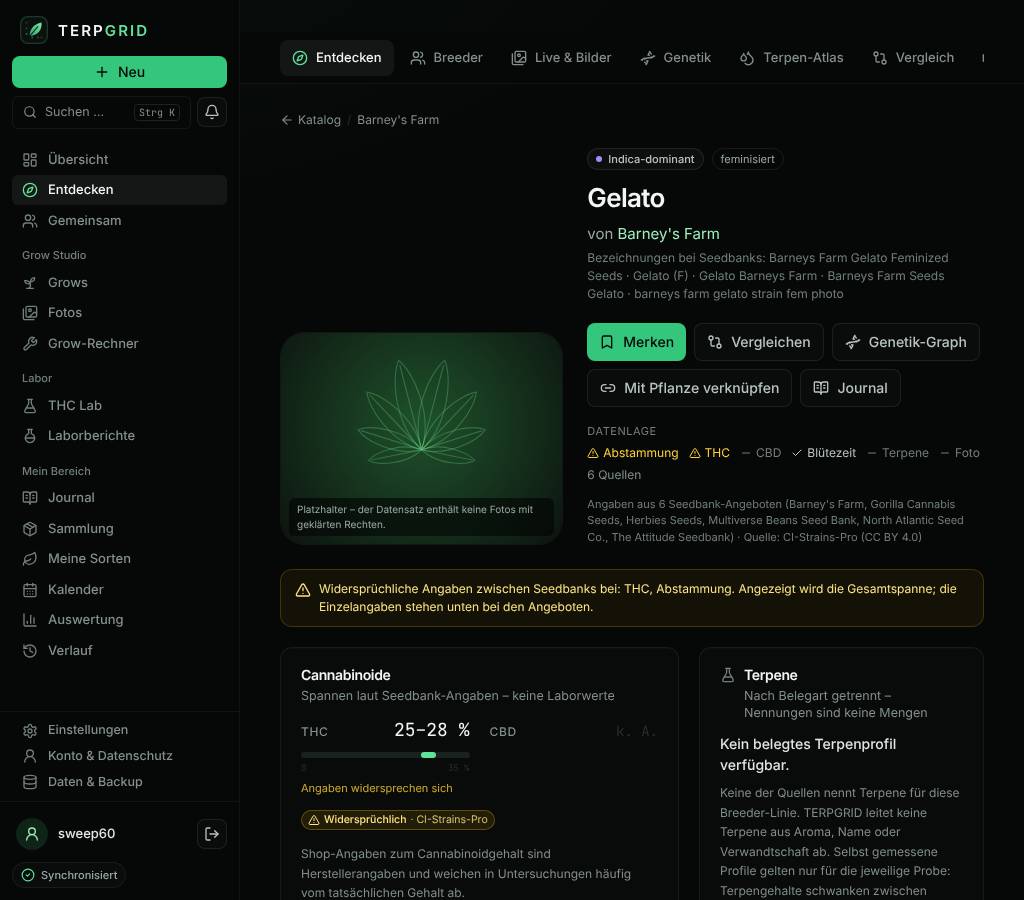 TERPGRID
Neu
Suchen ...
Strg K
Übersicht
Entdecken
Gemeinsam
Grow Studio
Grows
Fotos
Grow-Rechner
Labor
THC Lab
Laborberichte
Mein Bereich
Journal
Sammlung
Meine Sorten
Kalender
Auswertung
Verlauf
Einstellungen
Konto & Datenschutz
Daten & Backup
sweep60
Synchronisiert
Entdecken
Breeder
Live & Bilder
Genetik
Terpen-Atlas
Vergleich
Katalog / Barney's Farm
Indica-dominant
feminisiert
Gelato
von Barney's Farm
Bezeichnungen bei Seedbanks: Barneys Farm Gelato Feminized
Seeds · Gelato (F) · Gelato Barneys Farm · Barneys Farm Seeds
Gelato · barneys farm gelato strain fem photo
Merken
Vergleichen
Genetik-Graph
Mit Pflanze verknüpfen
Journal
DATENLAGE
Abstammung
THC
– CBD
Blütezeit
– Terpene
– Foto
6 Quellen
Angaben aus 6 Seedbank-Angeboten (Barney's Farm, Gorilla Cannabis
Seeds, Herbies Seeds, Multiverse Beans Seed Bank, North Atlantic Seed
Co., The Attitude Seedbank) · Quelle: CI-Strains-Pro (CC BY 4.0)
Platzhalter – der Datensatz enthält keine Fotos mit
geklärten Rechten.
Widersprüchliche Angaben zwischen Seedbanks bei: THC, Abstammung. Angezeigt wird die Gesamtspanne; die
Einzelangaben stehen unten bei den Angeboten.
Cannabinoide
Spannen laut Seedbank-Angaben – keine Laborwerte
THC
25–28 %
CBD
k. A.
0
35 %
Angaben widersprechen sich
Widersprüchlich · CI-Strains-Pro
Shop-Angaben zum Cannabinoidgehalt sind
Herstellerangaben und weichen in Untersuchungen häufig
vom tatsächlichen Gehalt ab.
Terpene
Nach Belegart getrennt –
Nennungen sind keine Mengen
Kein belegtes Terpenprofil
verfügbar.
Keine der Quellen nennt Terpene für diese
Breeder-Linie. TERPGRID leitet keine
Terpene aus Aroma, Name oder
Verwandtschaft ab. Selbst gemessene
Profile gelten nur für die jeweilige Probe:
Terpengehalte schwanken zwischen